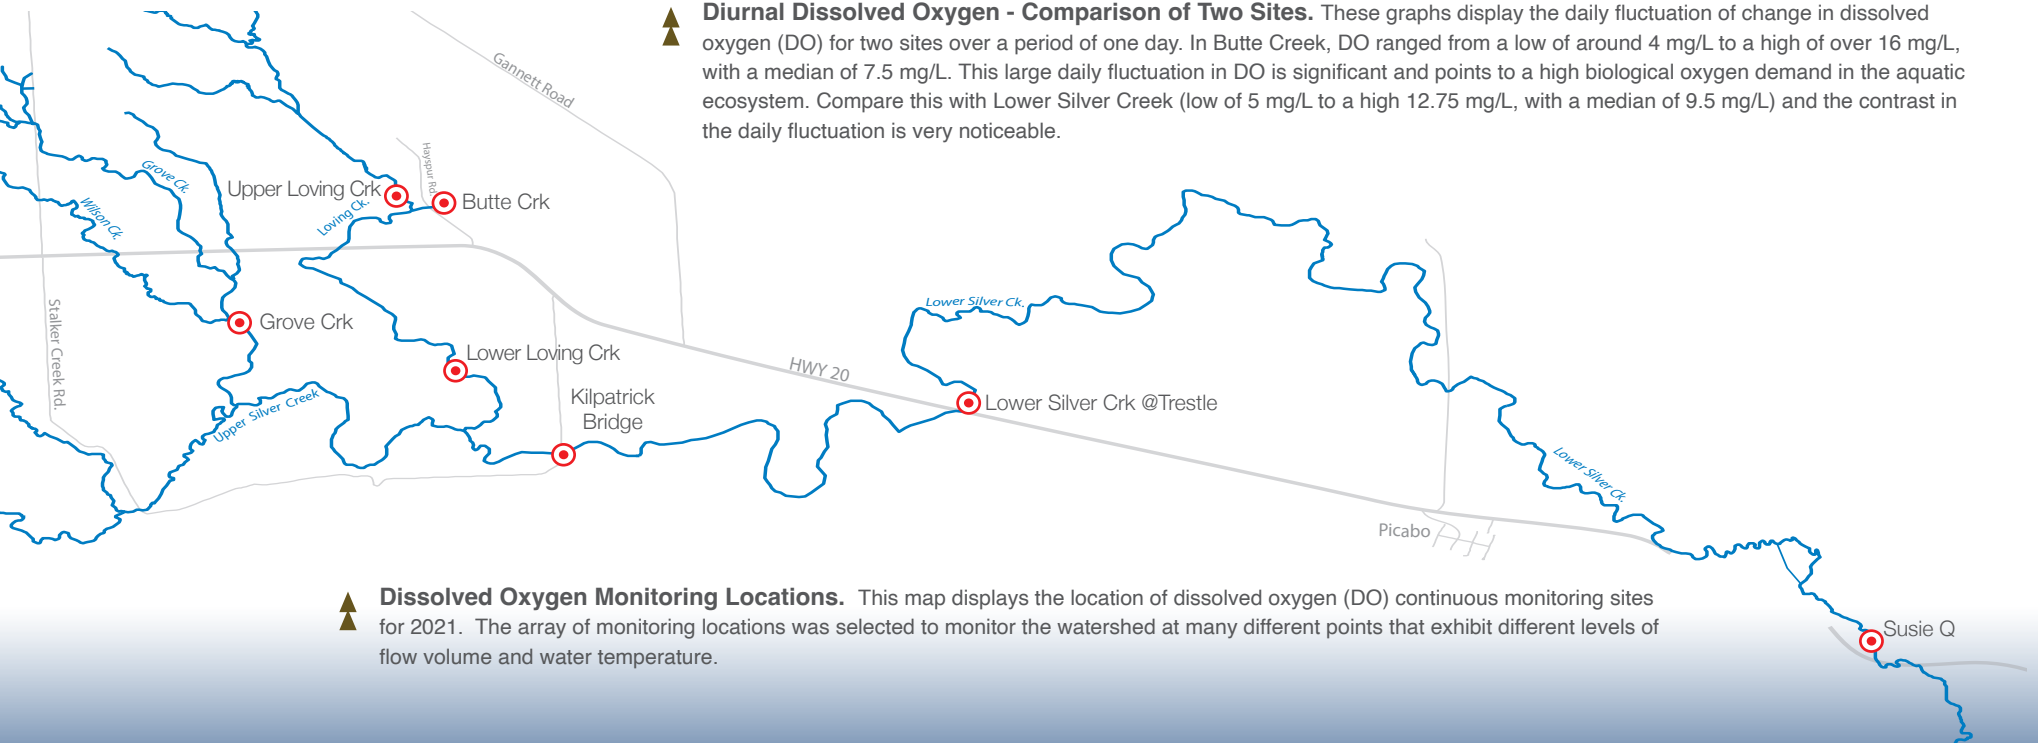 Diurnal Dissolved Oxygen - Comparison of Two Sites. These graphs display the daily fluctuation of change in dissolved
oxygen (DO) for two sites over a period of one day. In Butte Creek, DO ranged from a low of around 4 mg/L to a high of over 16 mg/L,
with a median of 7.5 mg/L. This large daily fluctuation in DO is significant and points to a high biological oxygen demand in the aquatic
ecosystem. Compare this with Lower Silver Creek (low of 5 mg/L to a high 12.75 mg/L, with a median of 9.5 mg/L) and the contrast in
the daily fluctuation is very noticeable.
Gannett Road
Hayspur Rd.
Grove Ck.
Wilson Ck.
Upper Loving Crk
Loving Ck.
Butte Crk
Stalker Creek Rd.
Grove Crk
Lower Loving Crk
Upper Silver Creek
Kilpatrick
Bridge
HWY 20
Lower Silver Ck.
Lower Silver Crk @Trestle
Lower Silver Ck.
Picabo
Susie Q
Dissolved Oxygen Monitoring Locations. This map displays the location of dissolved oxygen (DO) continuous monitoring sites
for 2021. The array of monitoring locations was selected to monitor the watershed at many different points that exhibit different levels of
flow volume and water temperature.